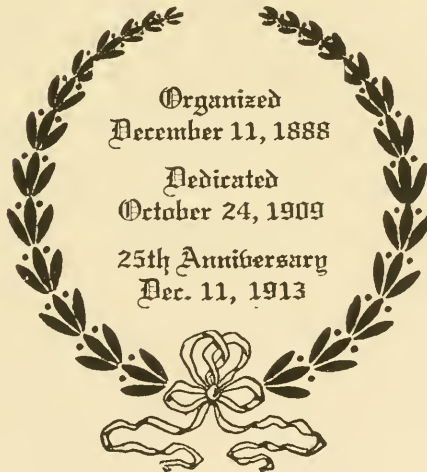 Organized
December 11, 1888
Dedicated
October 24, 1909
25th Anniversary
Dec. 11, 1913